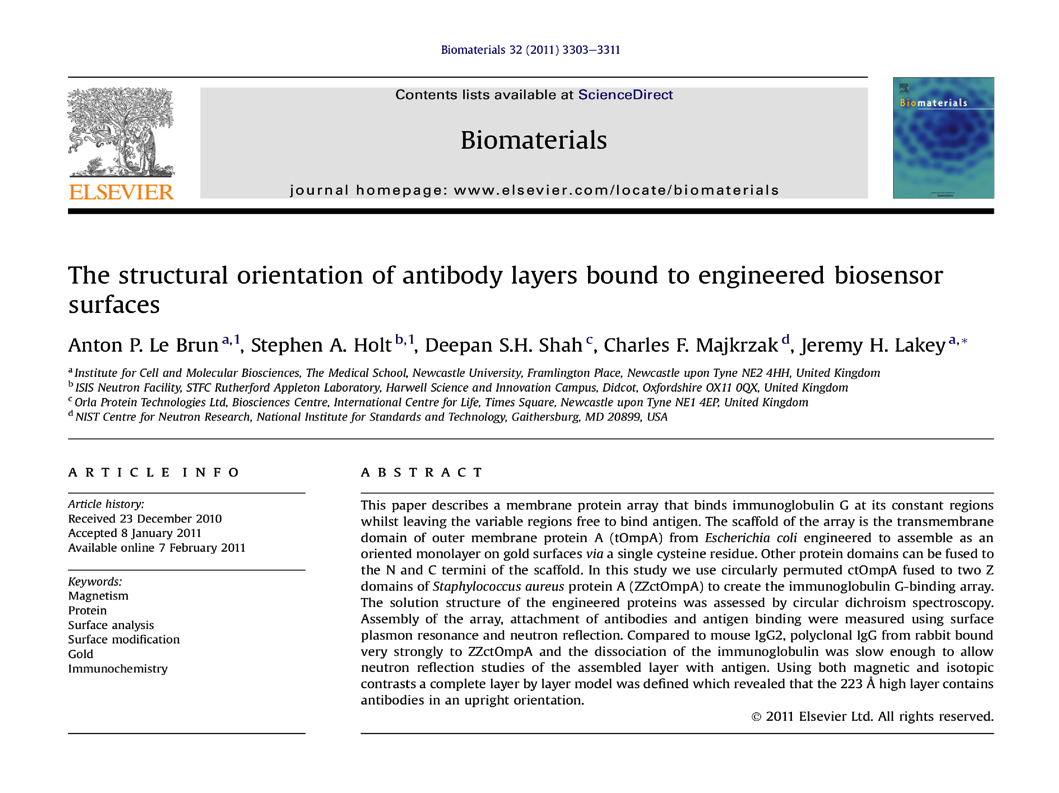 Biomaterials 32 (2011) 3303–3311
Contents lists available at ScienceDirect
Biomaterials
journal homepage: www.elsevier.com/locate/biomaterials
ELSEVIER
Biomaterials
The structural orientation of antibody layers bound to engineered biosensor
surfaces
Anton P. Le Brun a,1, Stephen A. Holt b,1, Deepan S.H. Shah c, Charles F. Majkrzak d, Jeremy H. Lakey a,*
a Institute for Cell and Molecular Biosciences, The Medical School, Newcastle University, Framlington Place, Newcastle upon Tyne NE2 4HH, United Kingdom
b ISIS Neutron Facility, STFC Rutherford Appleton Laboratory, Harwell Science and Innovation Campus, Didcot, Oxfordshire OX11 0QX, United Kingdom
c Orla Protein Technologies Ltd, Biosciences Centre, International Centre for Life, Times Square, Newcastle upon Tyne NE1 4EP, United Kingdom
d NIST Centre for Neutron Research, National Institute for Standards and Technology, Gaithersburg, MD 20899, USA
ARTICLE INFO
Article history:
Received 23 December 2010
Accepted 8 January 2011
Available online 7 February 2011
Keywords:
Magnetism
Protein
Surface analysis
Surface modification
Gold
Immunochemistry
ABSTRACT
This paper describes a membrane protein array that binds immunoglobulin G at its constant regions
whilst leaving the variable regions free to bind antigen. The scaffold of the array is the transmembrane
domain of outer membrane protein A (tOmpA) from Escherichia coli engineered to assemble as an
oriented monolayer on gold surfaces via a single cysteine residue. Other protein domains can be fused to
the N and C termini of the scaffold. In this study we use circularly permuted ctOmpA fused to two Z
domains of Staphylococcus aureus protein A (ZZctOmpA) to create the immunoglobulin G-binding array.
The solution structure of the engineered proteins was assessed by circular dichroism spectroscopy.
Assembly of the array, attachment of antibodies and antigen binding were measured using surface
plasmon resonance and neutron reflection. Compared to mouse IgG2, polyclonal IgG from rabbit bound
very strongly to ZZctOmpA and the dissociation of the immunoglobulin was slow enough to allow
neutron reflection studies of the assembled layer with antigen. Using both magnetic and isotopic
contrasts a complete layer by layer model was defined which revealed that the 223 Å high layer contains
antibodies in an upright orientation.
© 2011 Elsevier Ltd. All rights reserved.